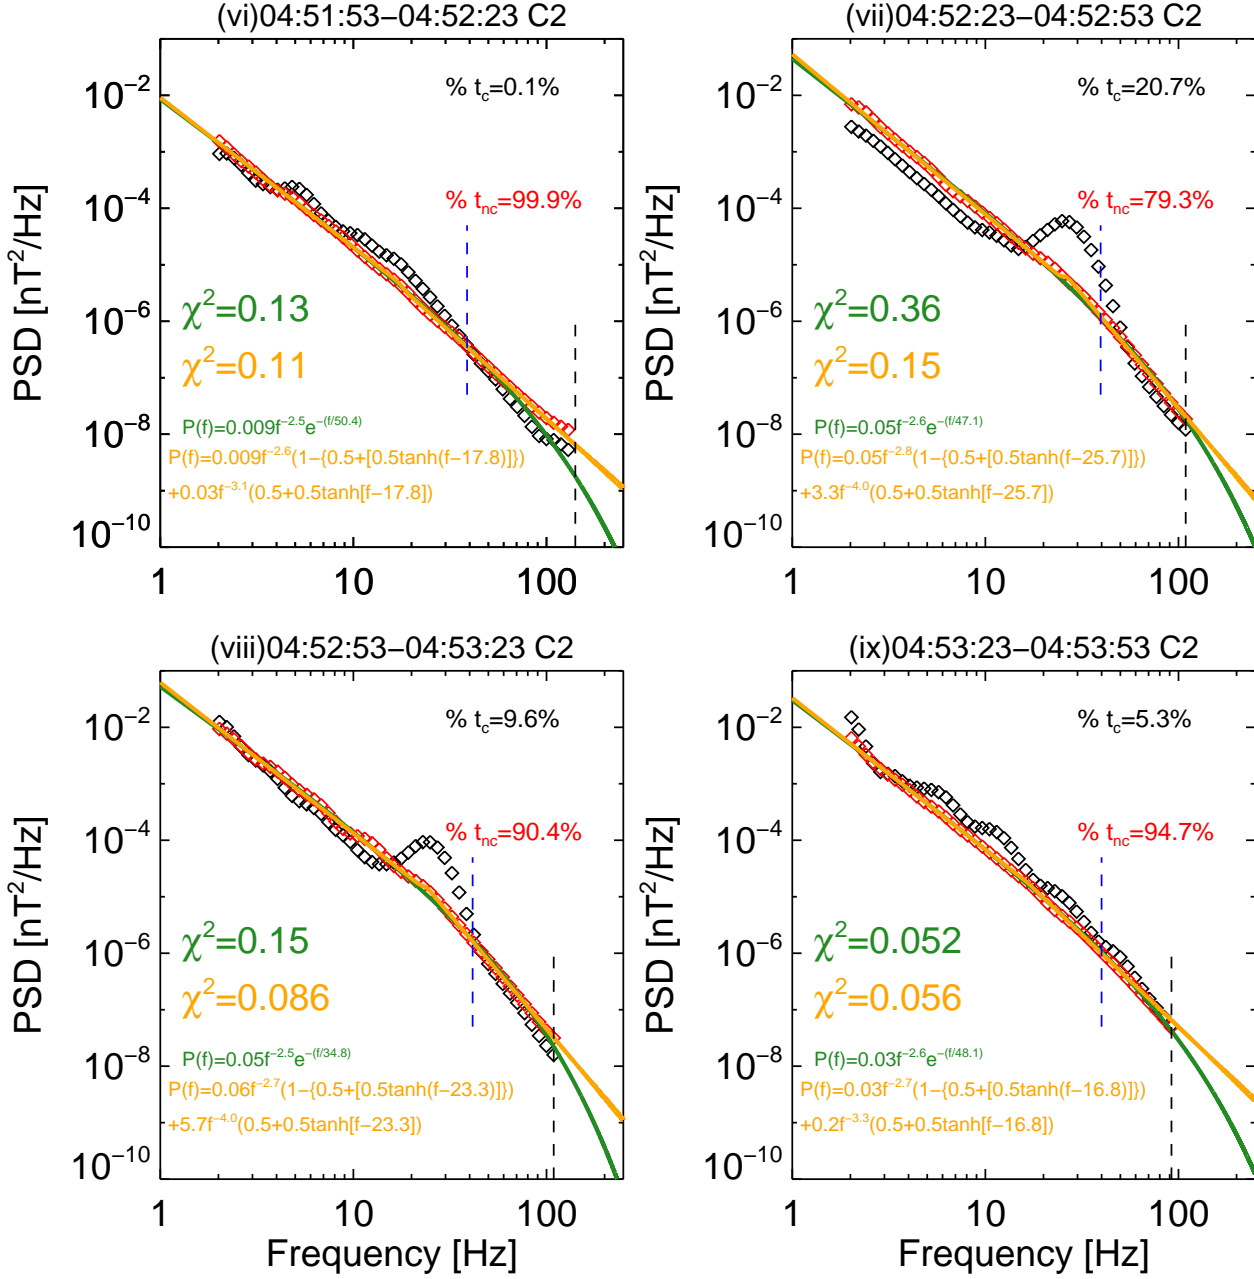 (vi)04:51:53−04:52:23 C2
PSD [nT²/Hz]
10⁻²
10⁻⁴
10⁻⁶
10⁻⁸
10⁻¹⁰
% t_c=0.1%
% t_nc=99.9%
χ²=0.13
χ²=0.11
P(f)=0.009f^−2.5e^−(f/50.4)
P(f)=0.009f^−2.6(1−{0.5+[0.5tanh(f−17.8)]})
+0.03f^−3.1(0.5+0.5tanh[f−17.8])
1 10 100
(vii)04:52:23−04:52:53 C2
PSD [nT²/Hz]
10⁻²
10⁻⁴
10⁻⁶
10⁻⁸
10⁻¹⁰
% t_c=20.7%
% t_nc=79.3%
χ²=0.36
χ²=0.15
P(f)=0.05f^−2.6e^−(f/47.1)
P(f)=0.05f^−2.8(1−{0.5+[0.5tanh(f−25.7)]})
+3.3f^−4.0(0.5+0.5tanh[f−25.7])
1 10 100
(viii)04:52:53−04:53:23 C2
PSD [nT²/Hz]
10⁻²
10⁻⁴
10⁻⁶
10⁻⁸
10⁻¹⁰
% t_c=9.6%
% t_nc=90.4%
χ²=0.15
χ²=0.086
P(f)=0.05f^−2.5e^−(f/34.8)
P(f)=0.06f^−2.7(1−{0.5+[0.5tanh(f−23.3)]})
+5.7f^−4.0(0.5+0.5tanh[f−23.3])
1 10 100
Frequency [Hz]
(ix)04:53:23−04:53:53 C2
PSD [nT²/Hz]
10⁻²
10⁻⁴
10⁻⁶
10⁻⁸
10⁻¹⁰
% t_c=5.3%
% t_nc=94.7%
χ²=0.052
χ²=0.056
P(f)=0.03f^−2.6e^−(f/48.1)
P(f)=0.03f^−2.7(1−{0.5+[0.5tanh(f−16.8)]})
+0.2f^−3.3(0.5+0.5tanh[f−16.8])
1 10 100
Frequency [Hz]